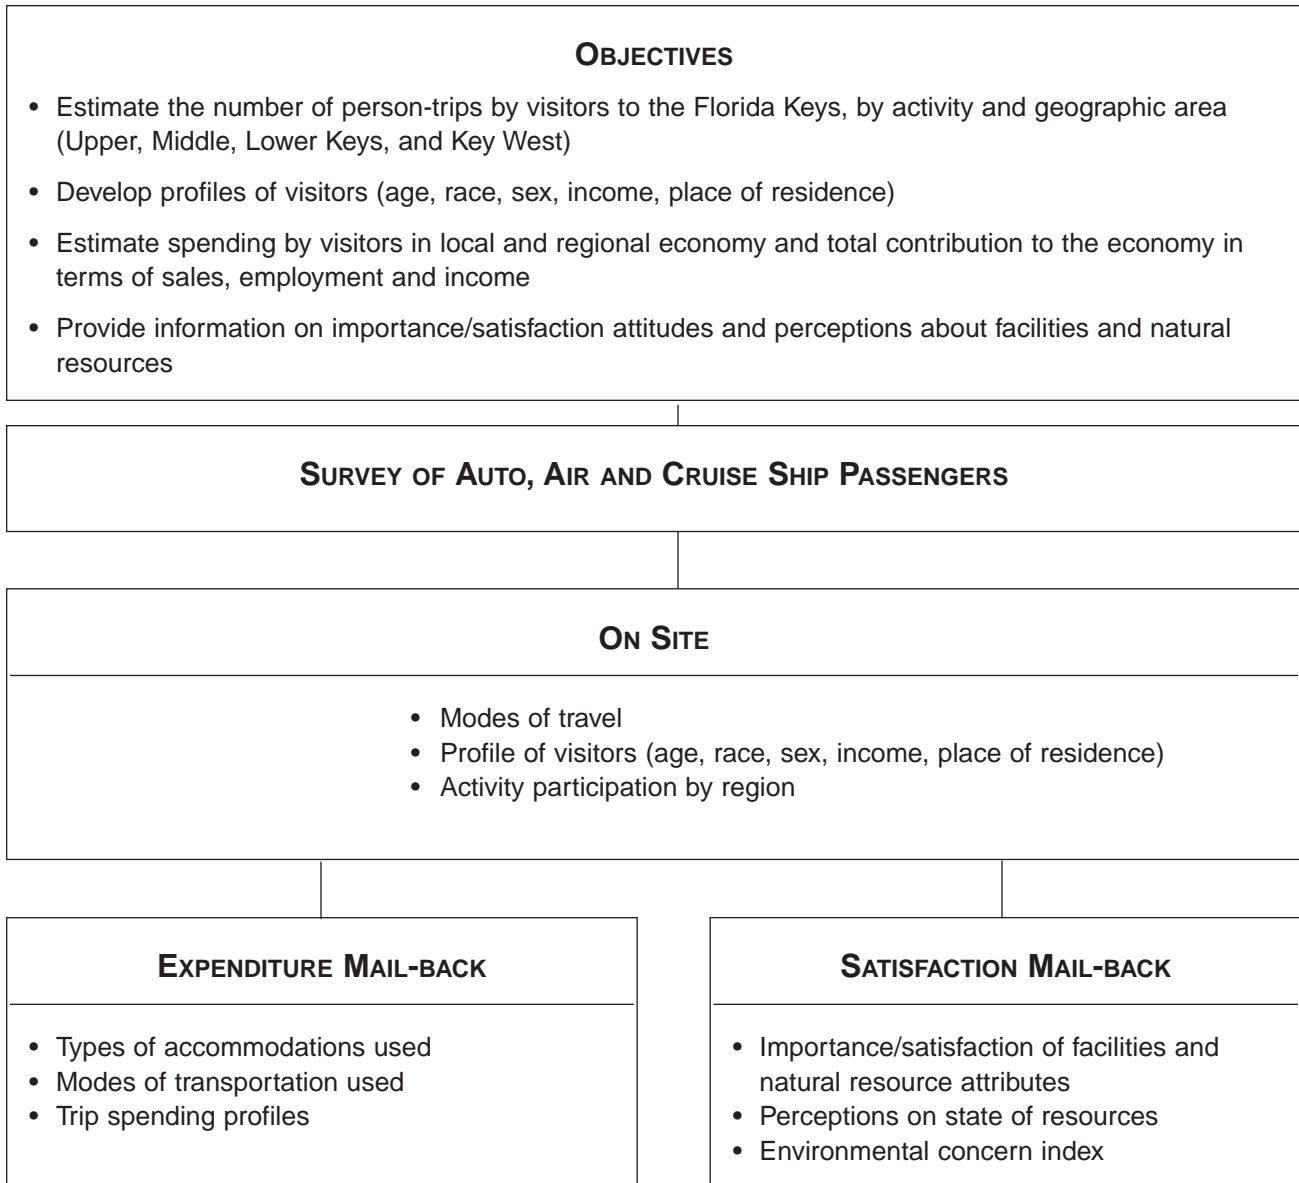 OBJECTIVES
• Estimate the number of person-trips by visitors to the Florida Keys, by activity and geographic area
(Upper, Middle, Lower Keys, and Key West)
• Develop profiles of visitors (age, race, sex, income, place of residence)
• Estimate spending by visitors in local and regional economy and total contribution to the economy in
terms of sales, employment and income
• Provide information on importance/satisfaction attitudes and perceptions about facilities and natural
resources
SURVEY OF AUTO, AIR AND CRUISE SHIP PASSENGERS
ON SITE
• Modes of travel
• Profile of visitors (age, race, sex, income, place of residence)
• Activity participation by region
EXPENDITURE MAIL-BACK
• Types of accommodations used
• Modes of transportation used
• Trip spending profiles
SATISFACTION MAIL-BACK
• Importance/satisfaction of facilities and
natural resource attributes
• Perceptions on state of resources
• Environmental concern index